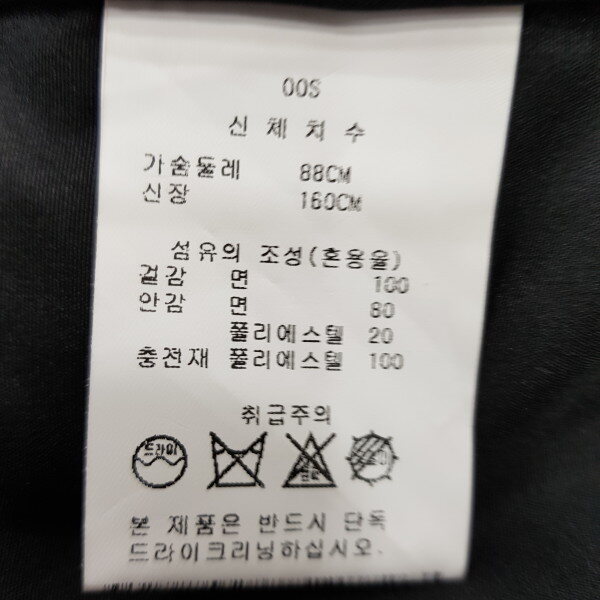 00S
신체치수
가슴둘레 88CM
신장 160CM
섬유의 조성(혼용율)
겉감 면 100
안감 면 80
폴리에스텔 20
충전재 폴리에스텔 100
취급주의
드라이
본 제품은 반드시 단독
드라이크리닝하십시오.